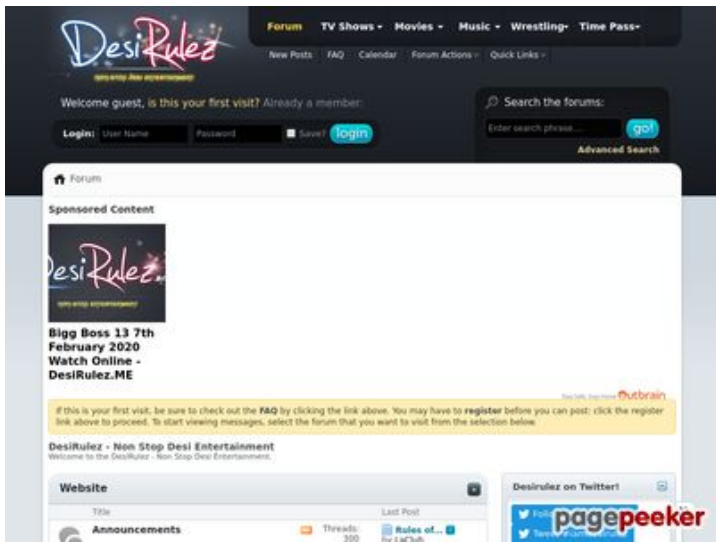 DesiRulez
Forum TV Shows Movies Music Wrestling Time Pass
New Posts FAQ Calendar Forum Actions Quick Links
Welcome guest, is this your first visit? Already a member:
Search the forums:
Login: User Name Password Save? login
Enter search phrase.... go!
Advanced Search
Forum
Sponsored Content
DesiRulez
Bigg Boss 13 7th
February 2020
Watch Online -
DesiRulez.ME
Outbrain
If this is your first visit, be sure to check out the FAQ by clicking the link above. You may have to register before you can post: click the register
link above to proceed. To start viewing messages, select the forum that you want to visit from the selection below.
DesiRulez - Non Stop Desi Entertainment
Welcome to the DesiRulez - Non Stop Desi Entertainment.
Website
Desirulez on Twitter!
Title Last Post
Announcements
Threads:
300
Rules of...
by LaClub
pagepeeker